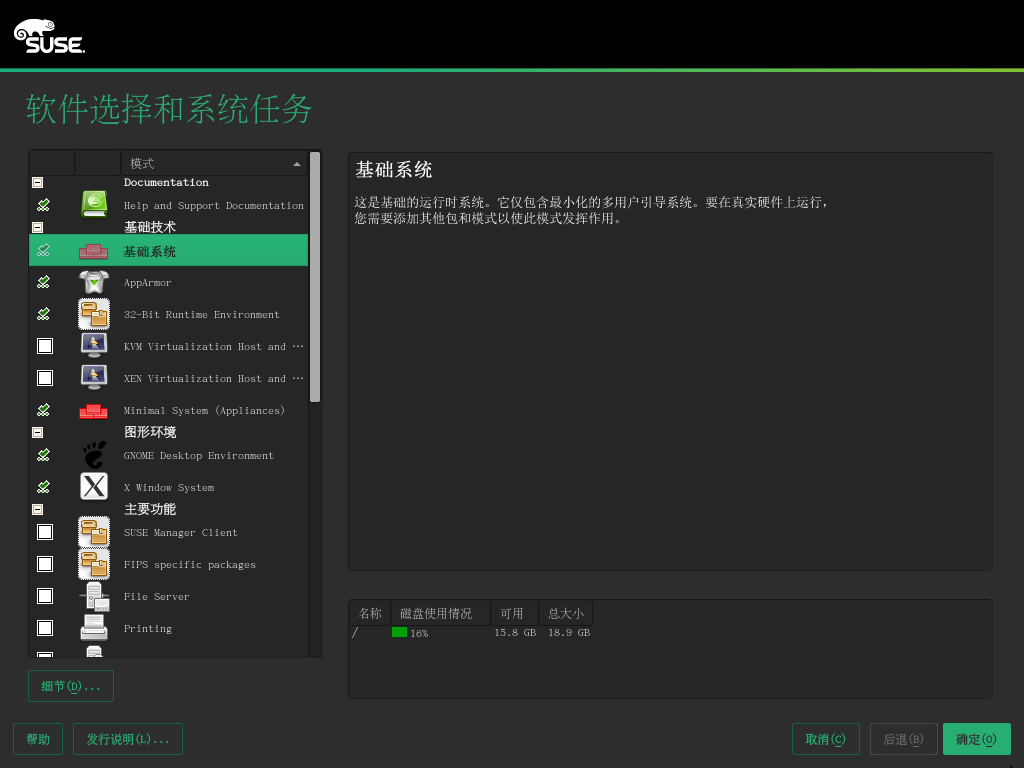 SUSE.
软件选择和系统任务
模式
Documentation
Help and Support Documentation
基础技术
基础系统
AppArmor
32-Bit Runtime Environment
KVM Virtualization Host and ···
XEN Virtualization Host and ···
Minimal System (Appliances)
图形环境
GNOME Desktop Environment
X Window System
主要功能
SUSE Manager Client
FIPS specific packages
File Server
Printing
细节(D)...
基础系统
这是基础的运行时系统。它仅包含最小化的多用户引导系统。要在真实硬件上运行，
您需要添加其他包和模式以使此模式发挥作用。
名称 磁盘使用情况 可用 总大小
/ 16% 15.8 GB 18.9 GB
帮助 发行说明(L)... 取消(C) 后退(B) 确定(O)